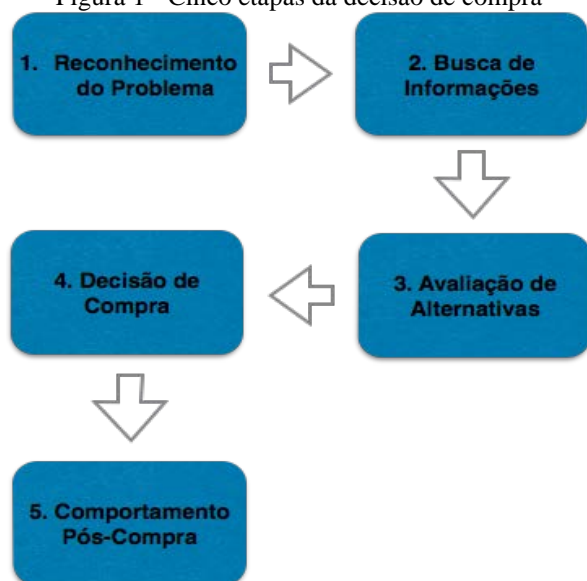 Figura 1 - Cinco etapas da decisão de compra
1. Reconhecimento
do Problema
2. Busca de
Informações
3. Avaliação de
Alternativas
4. Decisão de
Compra
5. Comportamento
Pós-Compra